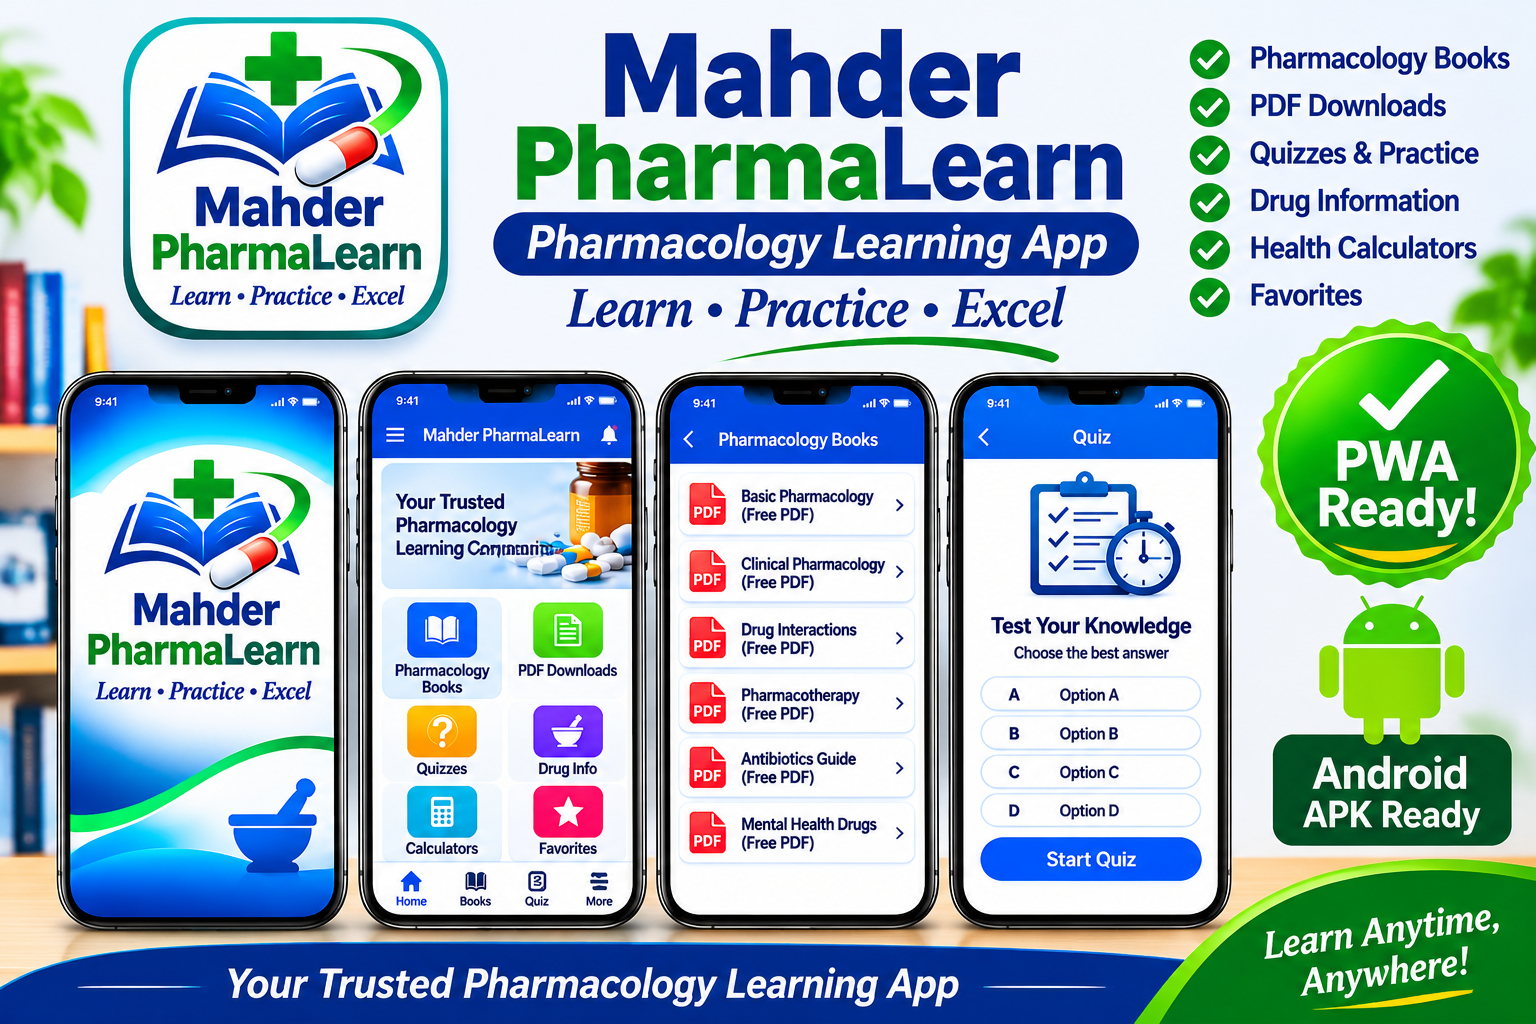 Mahder
PharmaLearn
Learn • Practice • Excel
Mahder
PharmaLearn
Pharmacology Learning App
Learn • Practice • Excel
Pharmacology Books
PDF Downloads
Quizzes & Practice
Drug Information
Health Calculators
Favorites
9:41
Mahder
PharmaLearn
Learn • Practice • Excel
9:41
Mahder PharmaLearn
Your Trusted
Pharmacology
Learning
Pharmacology
Books
PDF Downloads
Quizzes
Drug Info
Calculators
Favorites
Home
Books
Quiz
More
9:41
Pharmacology Books
PDF
Basic Pharmacology
(Free PDF)
PDF
Clinical Pharmacology
(Free PDF)
PDF
Drug Interactions
(Free PDF)
PDF
Pharmacotherapy
(Free PDF)
PDF
Antibiotics Guide
(Free PDF)
PDF
Mental Health Drugs
(Free PDF)
9:41
Quiz
Test Your Knowledge
Choose the best answer
A Option A
B Option B
C Option C
D Option D
Start Quiz
PWA
Ready!
Android
APK Ready
Your Trusted Pharmacology Learning App
Learn Anytime,
Anywhere!